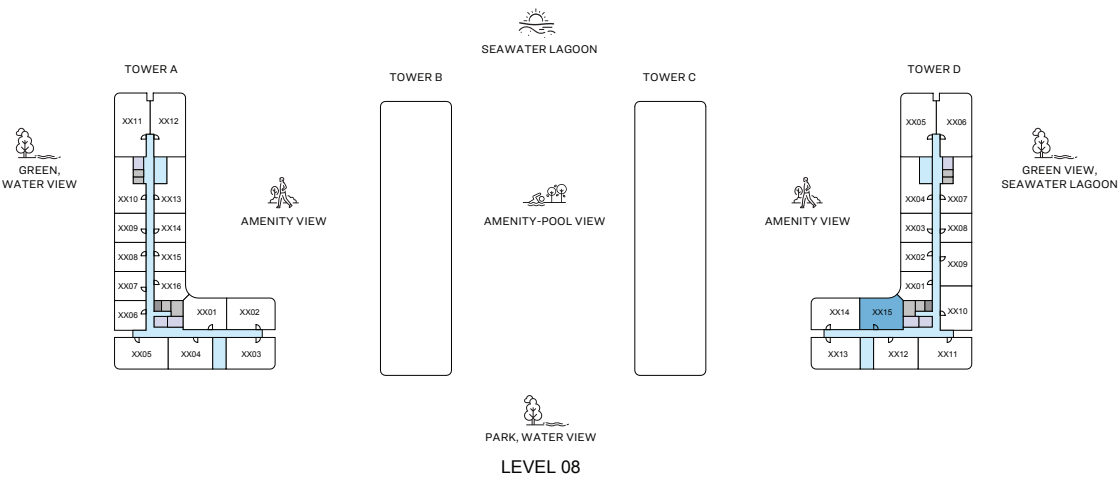 SEAWATER LAGOON
TOWER A
TOWER B
TOWER C
TOWER D
XX11
XX12
XX10
XX13
XX09
XX14
XX08
XX15
XX07
XX16
XX06
XX01
XX02
XX05
XX04
XX03
GREEN,
WATER VIEW
AMENITY VIEW
AMENITY-POOL VIEW
AMENITY VIEW
XX05
XX06
XX04
XX07
XX03
XX08
XX02
XX09
XX01
XX14
XX15
XX10
XX13
XX12
XX11
GREEN VIEW,
SEAWATER LAGOON
PARK, WATER VIEW
LEVEL 08